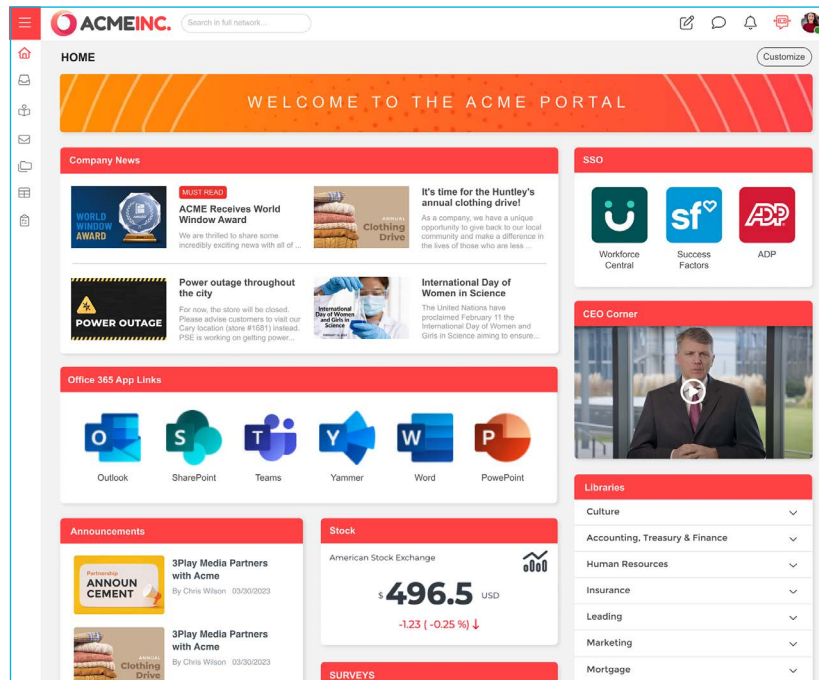 ACMEINC.
Search in full network...
HOME
Customize
WELCOME TO THE ACME PORTAL
Company News
WORLD
WINDOW
AWARD
MUST READ
ACME Receives World
Window Award
We are thrilled to share some
incredibly exciting news with all of ...
ANNUAL
Clothing
Drive
It's time for the Huntley's
annual clothing drive!
As a company, we have a unique
opportunity to give back to our local
community and make a difference in
the lives of those who are less ...
POWER OUTAGE
Power outage throughout
the city
For now, the store will be closed.
Please advise customers to visit our
Cary location (store #1681) instead.
PSE is working on getting power...
International
Day of Women
and Girls in
Science
International Day of
Women in Science
The United Nations have
proclaimed February 11 the
International Day of Women and
Girls in Science aiming to ensure...
SSO
sf
ADP
Workforce
Central
Success
Factors
ADP
CEO Corner
Office 365 App Links
O
S
T
Y
W
P
Outlook
SharePoint
Teams
Yammer
Word
PowePoint
Libraries
Culture
Accounting, Treasury & Finance
Human Resources
Insurance
Leading
Marketing
Mortgage
Announcements
Partnership
ANNOUN
CEMENT
3Play Media Partners
with Acme
By Chris Wilson 03/30/2023
ANNUAL
Clothing
Drive
3Play Media Partners
with Acme
By Chris Wilson 03/30/2023
Stock
American Stock Exchange
$ 496.5 USD
-1.23 ( -0.25 %)
SURVEYS